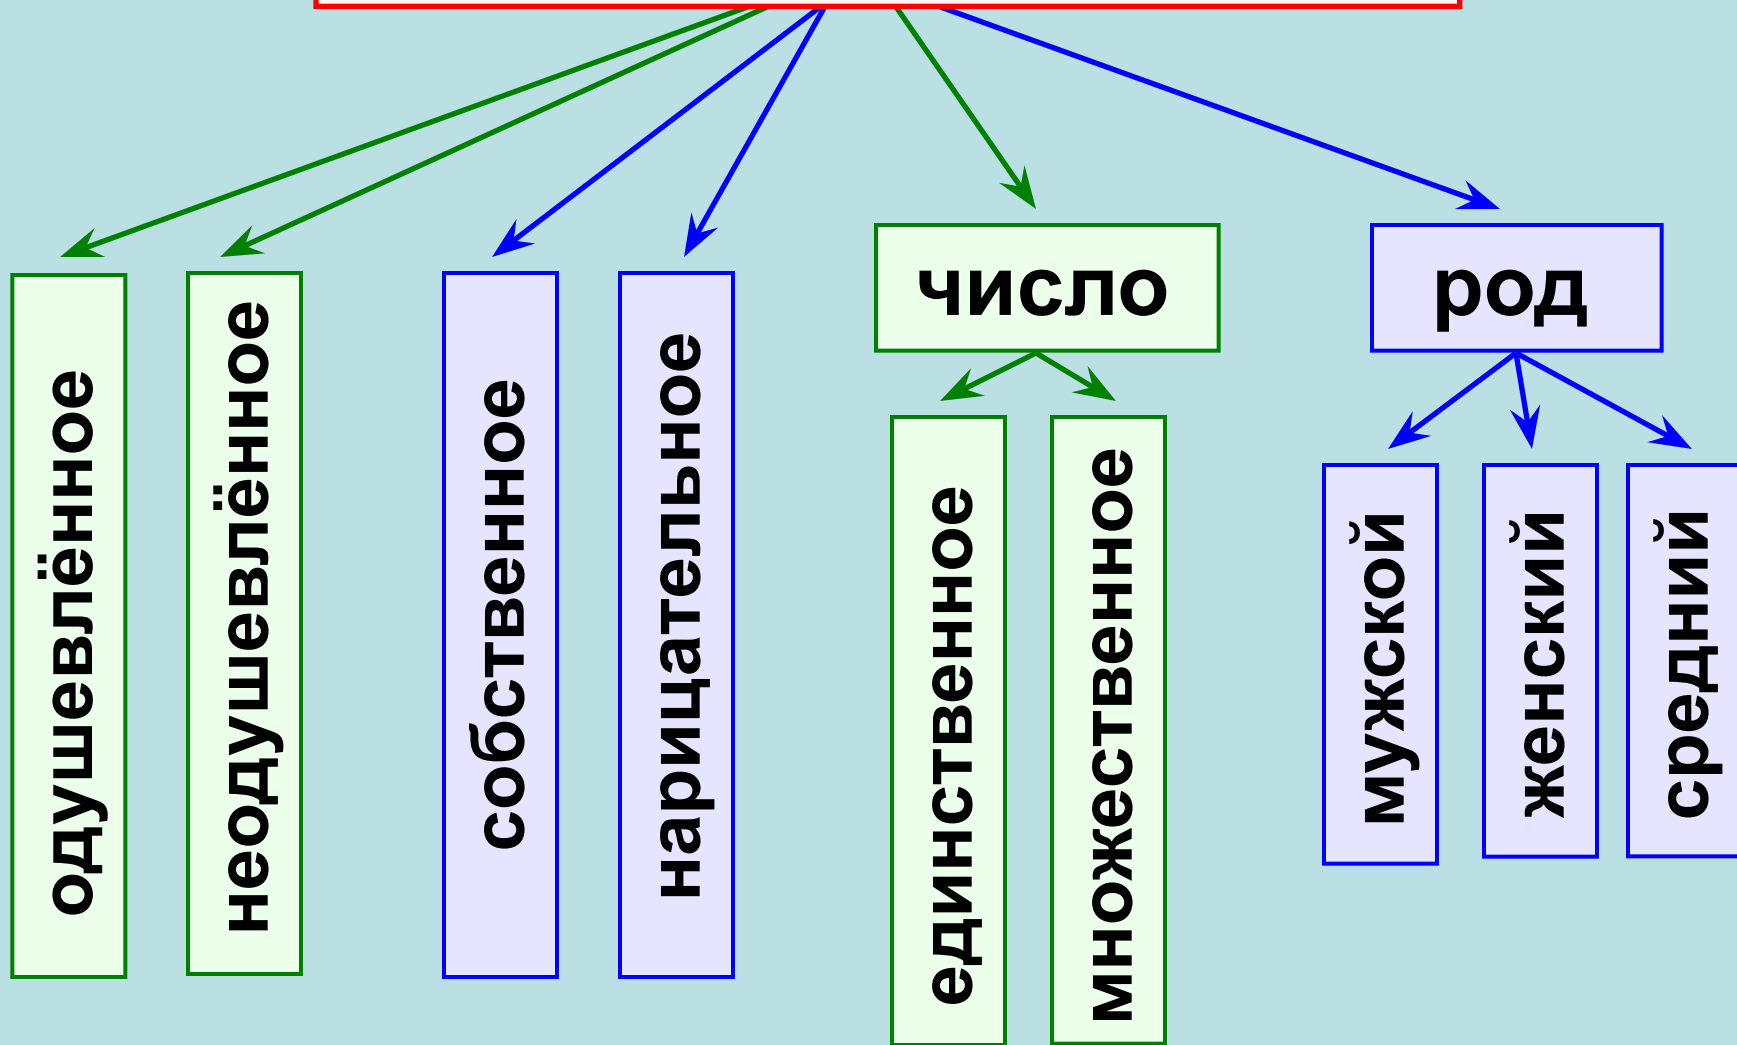 одушевлённое
неодушевлённое
собственное
нарицательное
число
единственное
множественное
род
мужской
женский
средний